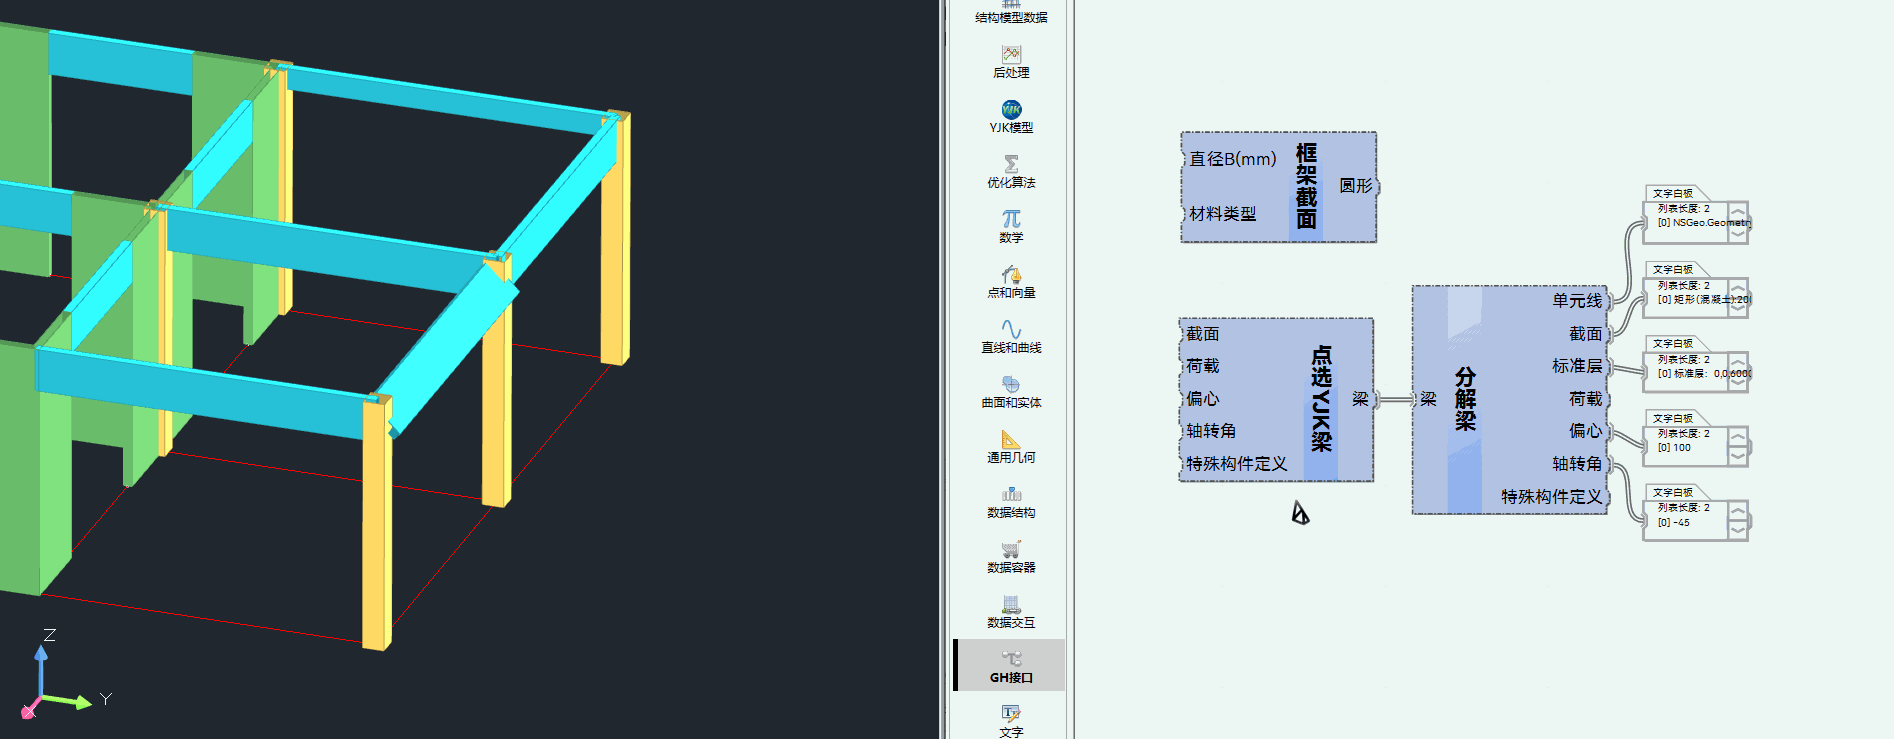 Z
Y
X
结构模型数据
后处理
YJK
YJK模型
优化算法
数学
点和向量
直线和曲线
曲面和实体
通用几何
数据结构
数据容器
数据交互
GH接口
文字
直径B(mm)
材料类型
框架截面
圆形
截面
荷载
偏心
轴转角
特殊构件定义
点选YJK梁
梁
梁
分解梁
单元线
截面
标准层
荷载
偏心
轴转角
特殊构件定义
文字白板
列表长度: 2
[0] NSGeo.Geometr
文字白板
列表长度: 2
[0] 矩形(混凝土):20
文字白板
列表长度: 2
[0] 标准层: 0,0,600
文字白板
列表长度: 2
[0] 100
文字白板
列表长度: 2
[0] -45